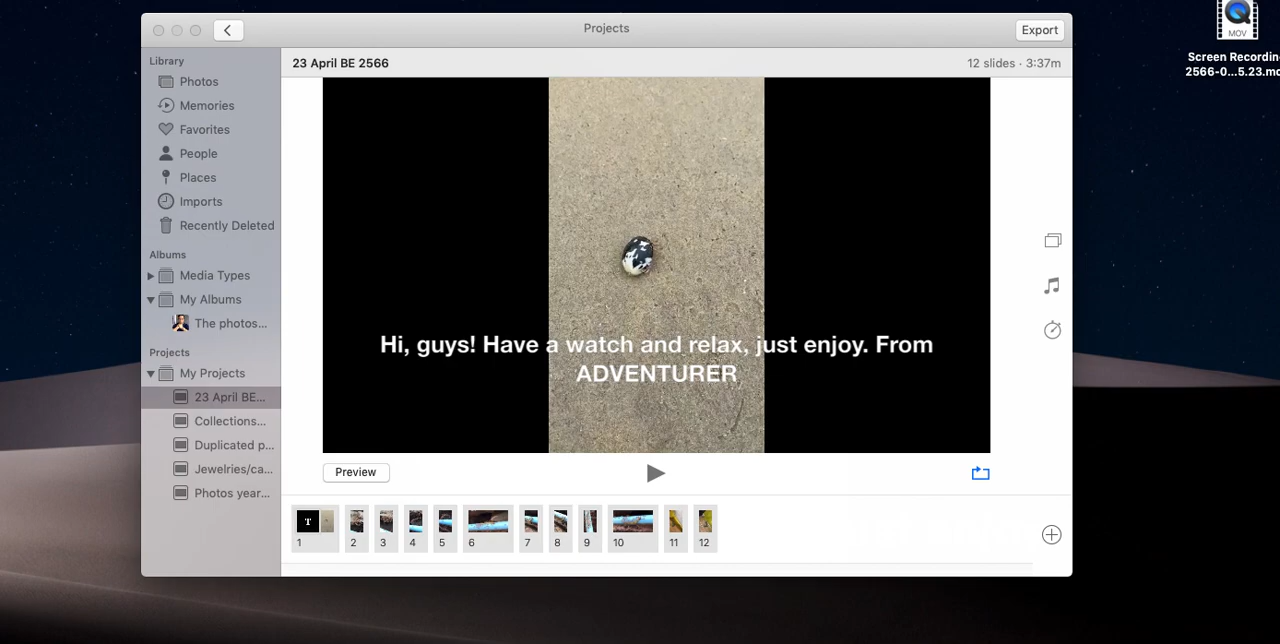 Projects
Export
MOV
Screen Recordin
2566-0...5.23.mo
Library
Photos
Memories
Favorites
People
Places
Imports
Recently Deleted
Albums
Media Types
My Albums
The photos...
Projects
My Projects
23 April BE...
Collections...
Duplicated p...
Jewelries/ca...
Photos year...
23 April BE 2566
12 slides · 3:37m
Hi, guys! Have a watch and relax, just enjoy. From
ADVENTURER
Preview
T
1 2 3 4 5 6 7 8 9 10 11 12